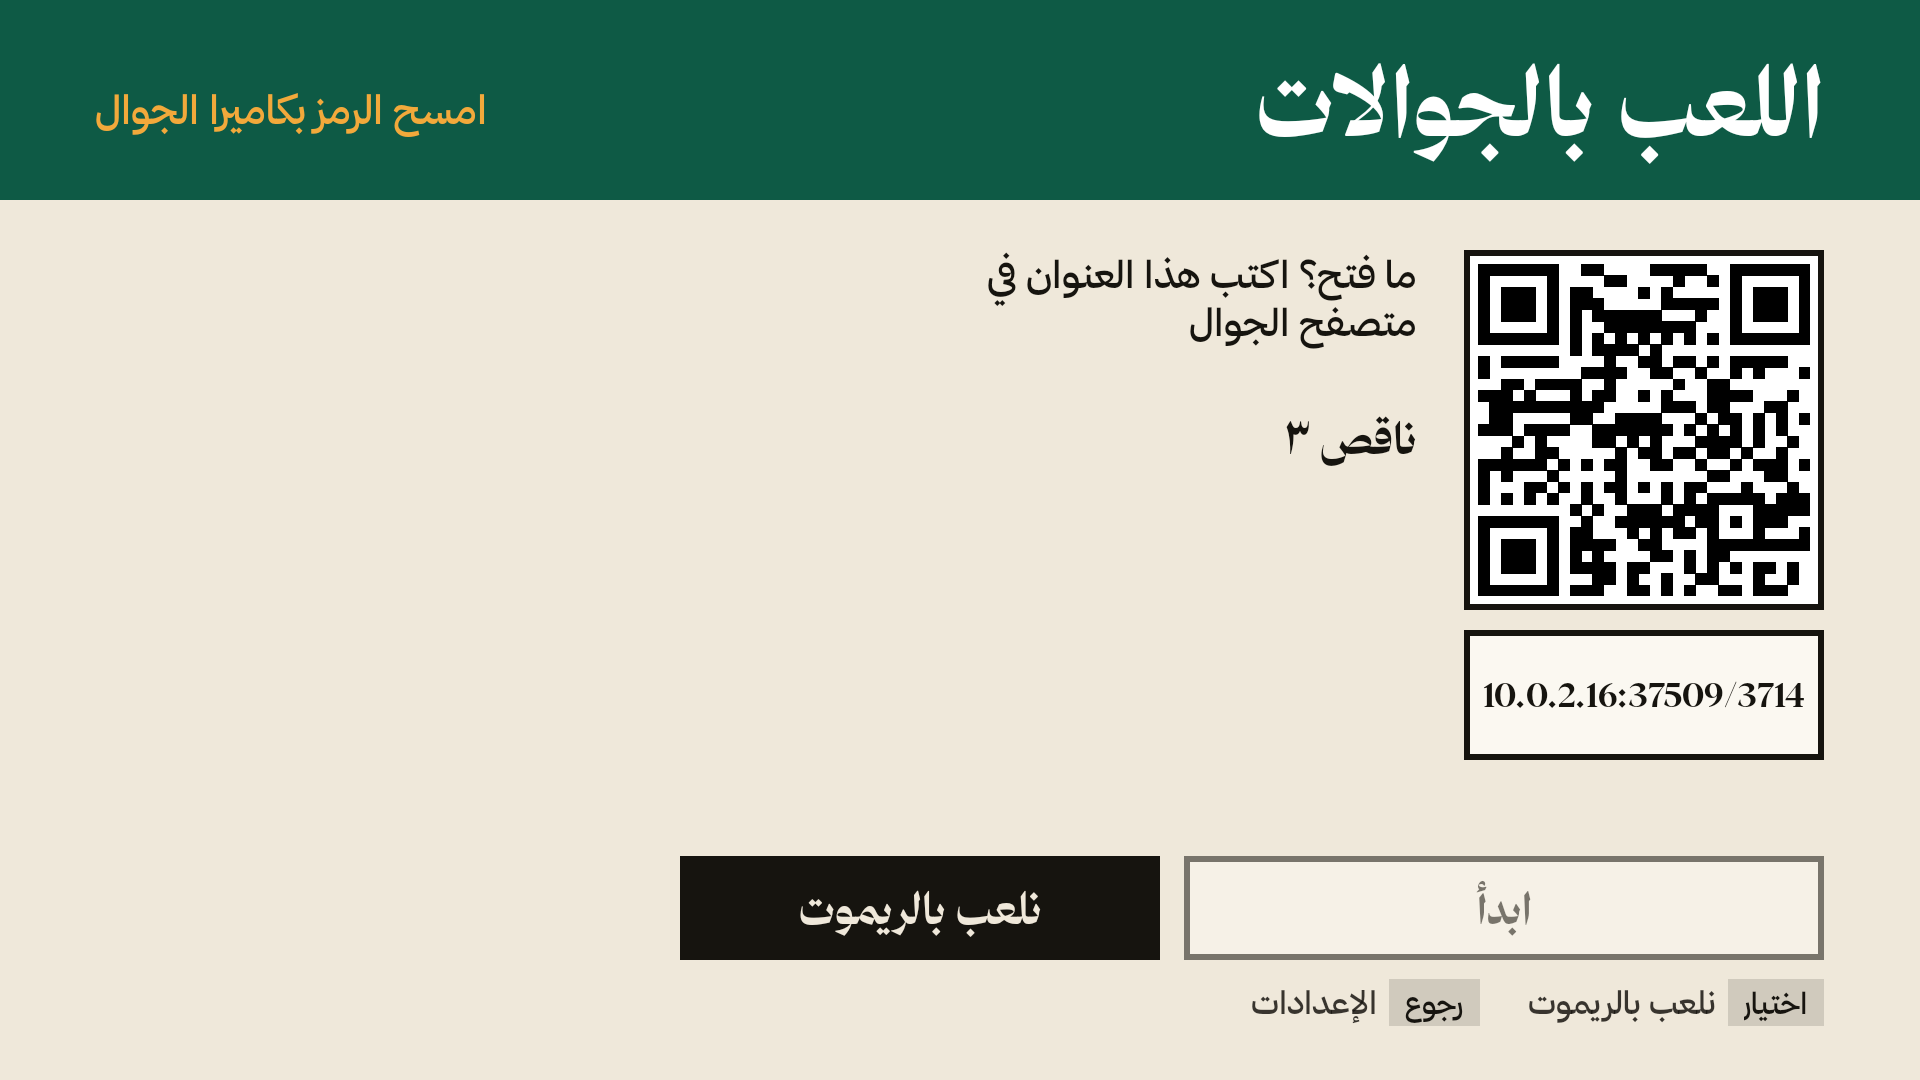 اللعب بالجوالات
امسح الرمز بكاميرا الجوال
ما فتح؟ اكتب هذا العنوان في
متصفح الجوال
ناقص ٣
10.0.2.16:37509/3714
ابدأ
نلعب بالريموت
اختيار نلعب بالريموت رجوع الإعدادات